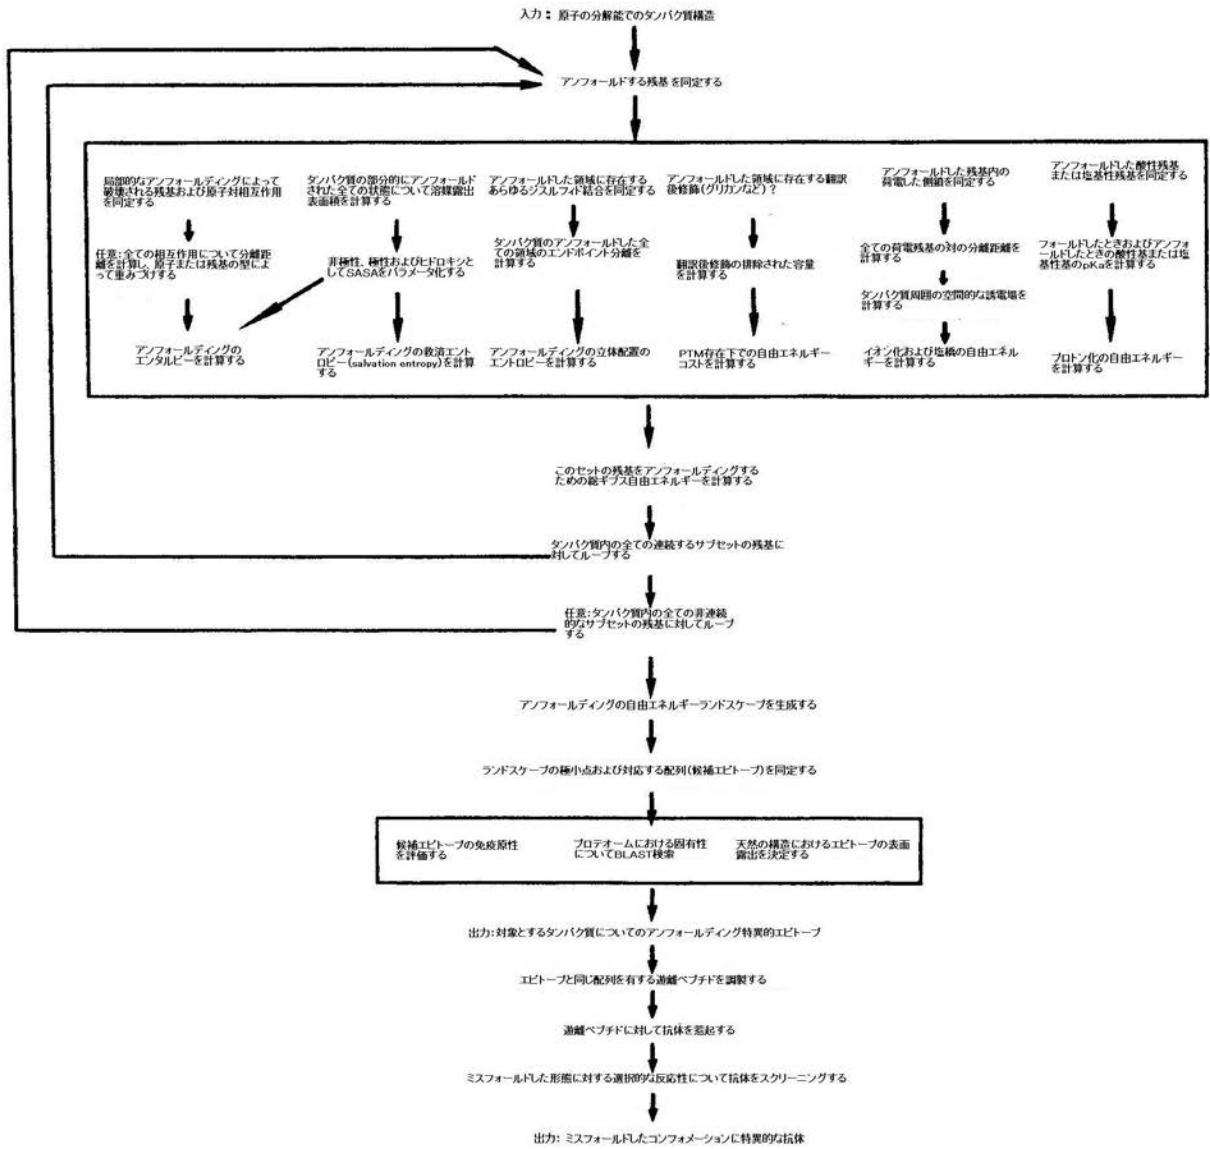 入力： 原子の分解能でのタンパク質構造
アンフォールドする残基を同定する
局部的なアンフォールディングによって
破壊される残基および原子対相互作用
を同定する
任意:全ての相互作用について分離距
離を計算し、原子または残基の型によ
って重みづけする
アンフォールディングの
エンタルピーを計算する
タンパク質の部分的にアンフォールド
された全ての状態について溶媒露出
表面積を計算する
非極性、極性およびヒドロキシと
してSASAをパラメータ化する
アンフォールディングの救済エント
ロピー(salvation entropy)を計算
する
アンフォールドした領域に存在する
あらゆるジスルフィド結合を同定する
タンパク質のアンフォールドした全
ての領域のエンドポイント分離を
計算する
アンフォールディングの立体配置の
エントロピーを計算する
アンフォールドした領域に存在する翻訳
後修飾(グリカンなど)？
翻訳後修飾の排除された容量
を計算する
PTM存在下での自由エネルギー
コストを計算する
アンフォールドした残基内の
荷電した側鎖を同定する
全ての荷電残基の対の分離距離を
計算する
タンパク質周囲の空間的な誘電場を
計算する
イオン化および塩橋の自由エネル
ギーを計算する
アンフォールドした酸性残基
または塩基性残基を同定する
フォールドしたときおよびアンフォ
ールドしたときの酸性基または塩
基性基のpKaを計算する
プロトン化の自由エネルギー
を計算する
このセットの残基をアンフォールディングする
ための総ギブス自由エネルギーを計算する
タンパク質内の全ての連続するサブセットの残基に
対してループする
任意:タンパク質内の全ての非連続
的なサブセットの残基に対してループ
する
アンフォールディングの自由エネルギーランドスケープを生成する
ランドスケープの極小点および対応する配列(候補エピトープ)を同定する
候補エピトープの免疫原性
を評価する
プロテオームにおける固有性
についてBLAST検索
天然の構造におけるエピトープの表面
露出を決定する
出力:対象とするタンパク質についてのアンフォールディング特異的エピトープ
エピトープと同じ配列を有する遊離ペプチドを調製する
遊離ペプチドに対して抗体を惹起する
ミスフォールドした形態に対する選択的な反応性について抗体をスクリーニングする
出力: ミスフォールドしたコンフォメーションに特異的な抗体